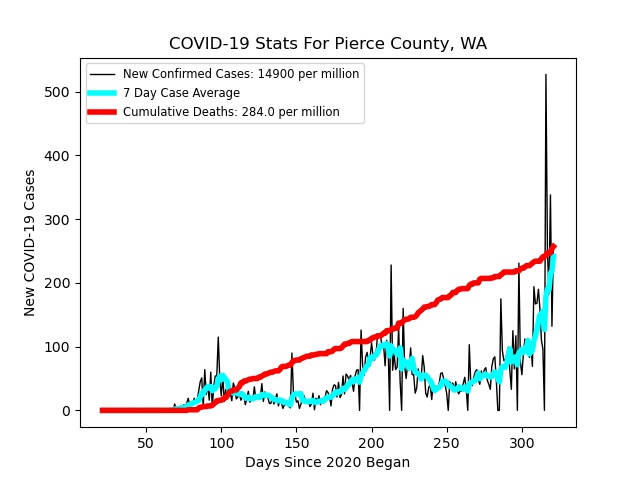 COVID-19 Stats For Pierce County, WA
New Confirmed Cases: 14900 per million
7 Day Case Average
Cumulative Deaths: 284.0 per million
500
400
300
200
100
0
New COVID-19 Cases
50 100 150 200 250 300
Days Since 2020 Began